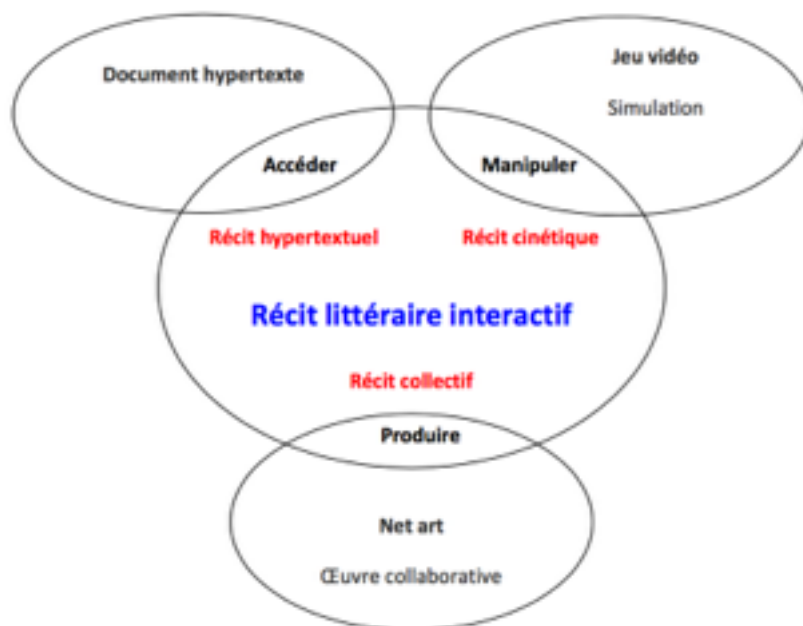 Document hypertexte
Jeu vidéo
Simulation
Accéder
Manipuler
Récit hypertextuel
Récit cinétique
Récit littéraire interactif
Récit collectif
Produire
Net art
Œuvre collaborative